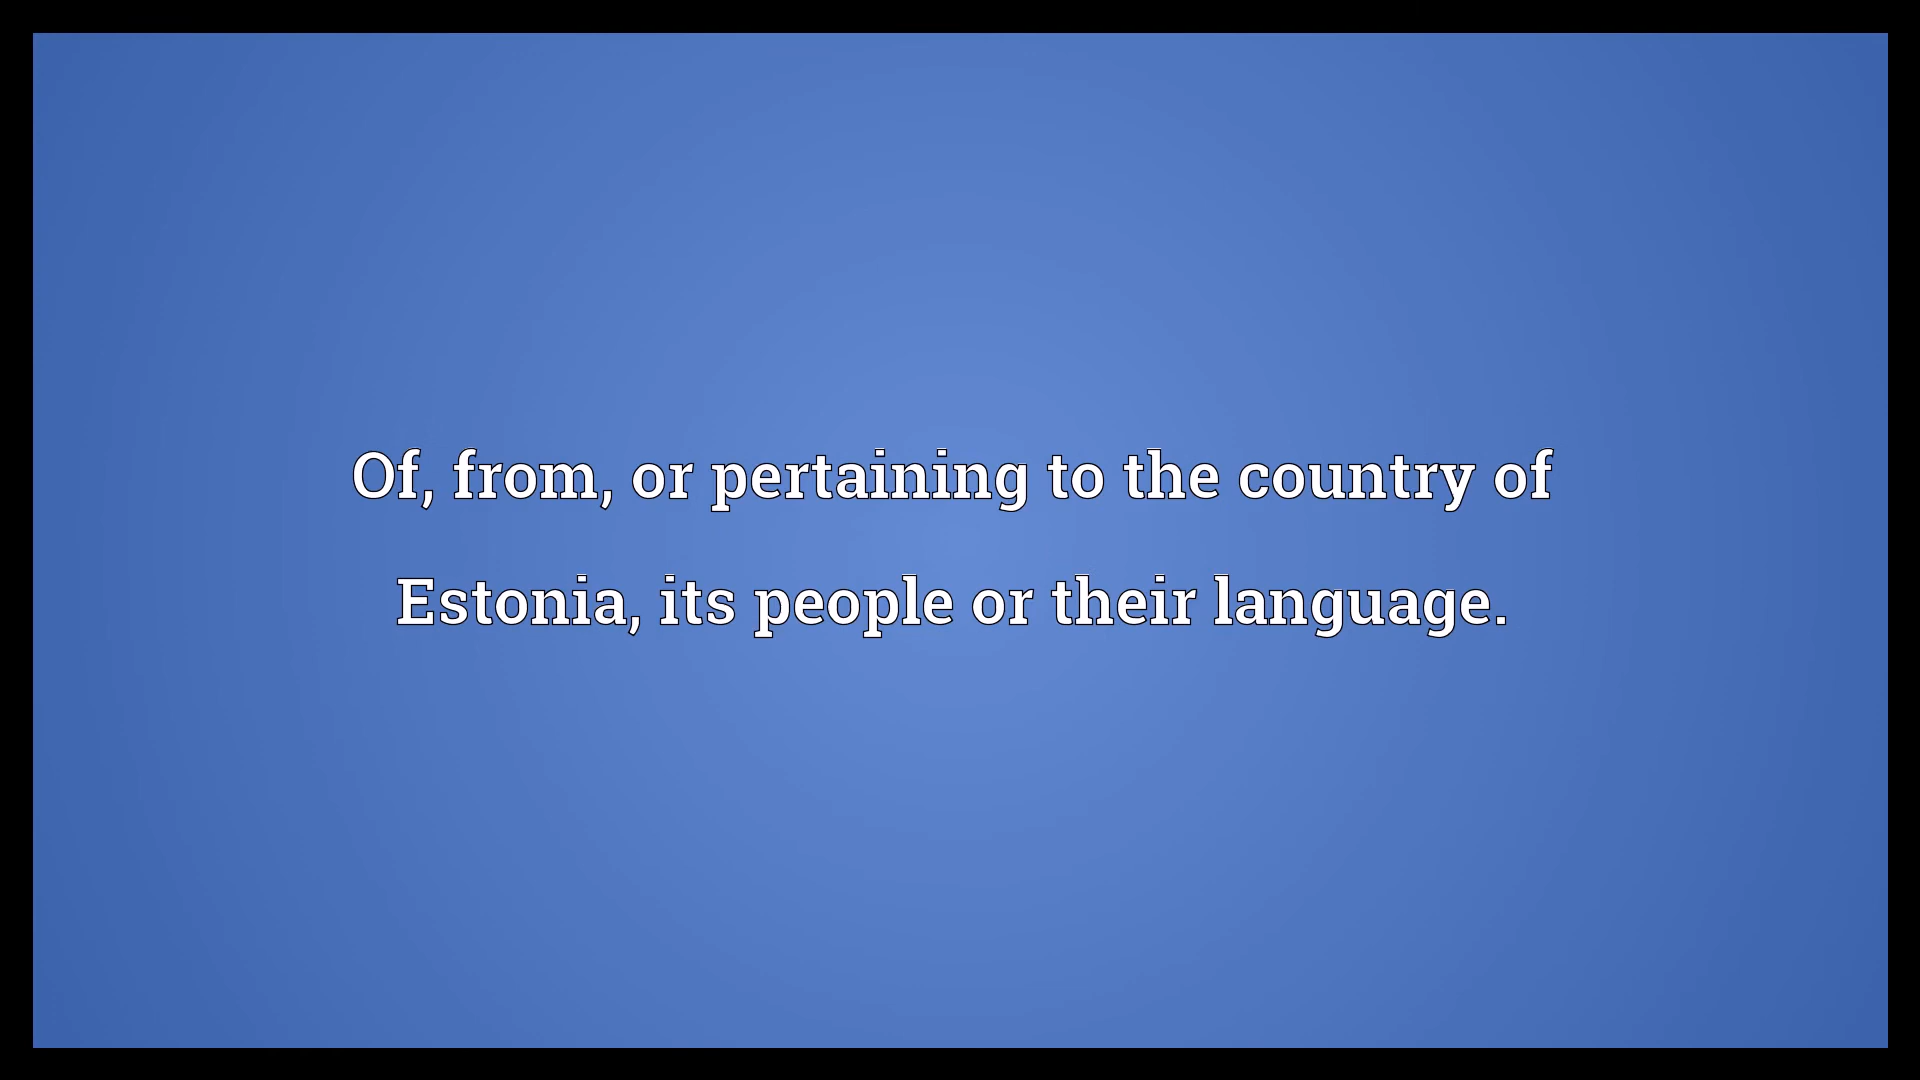 Of, from, or pertaining to the country of
Estonia, its people or their language.